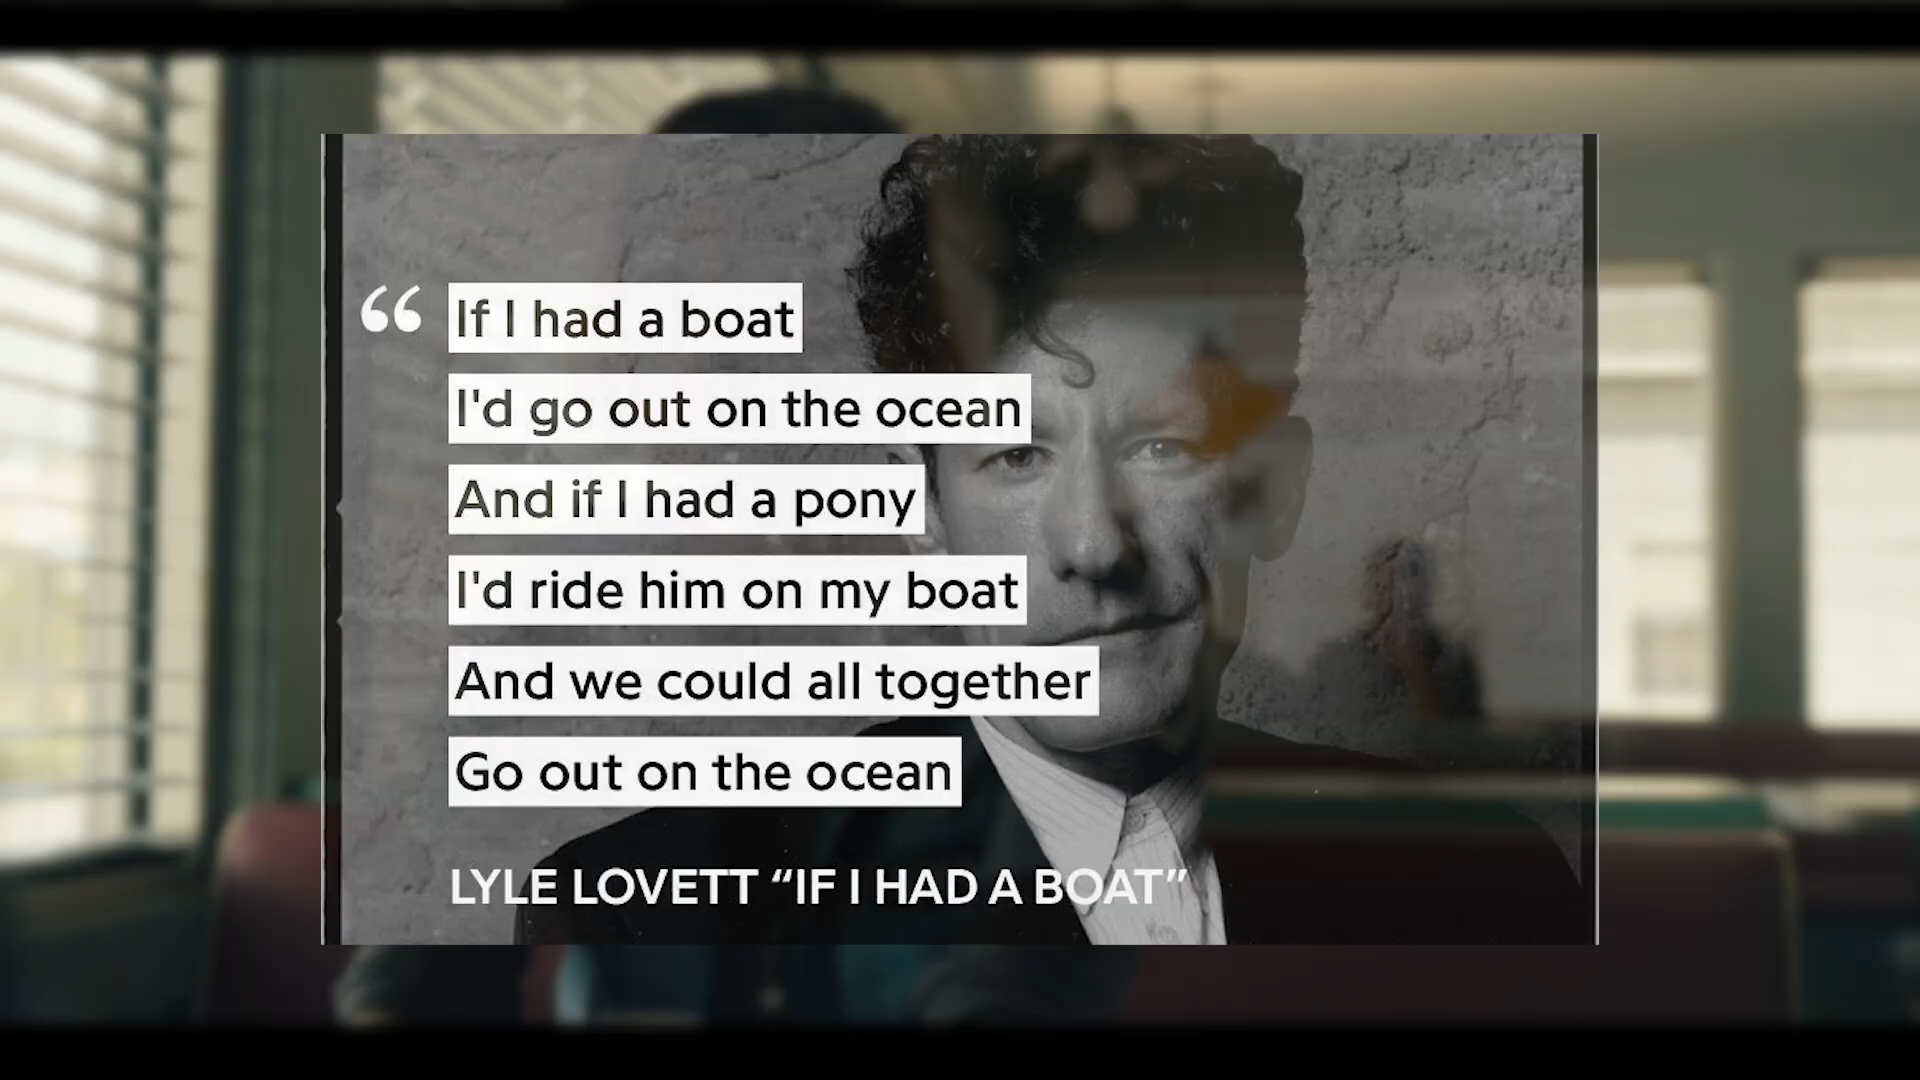 “
If I had a boat
I'd go out on the ocean
And if I had a pony
I'd ride him on my boat
And we could all together
Go out on the ocean
LYLE LOVETT “IF I HAD A BOAT”